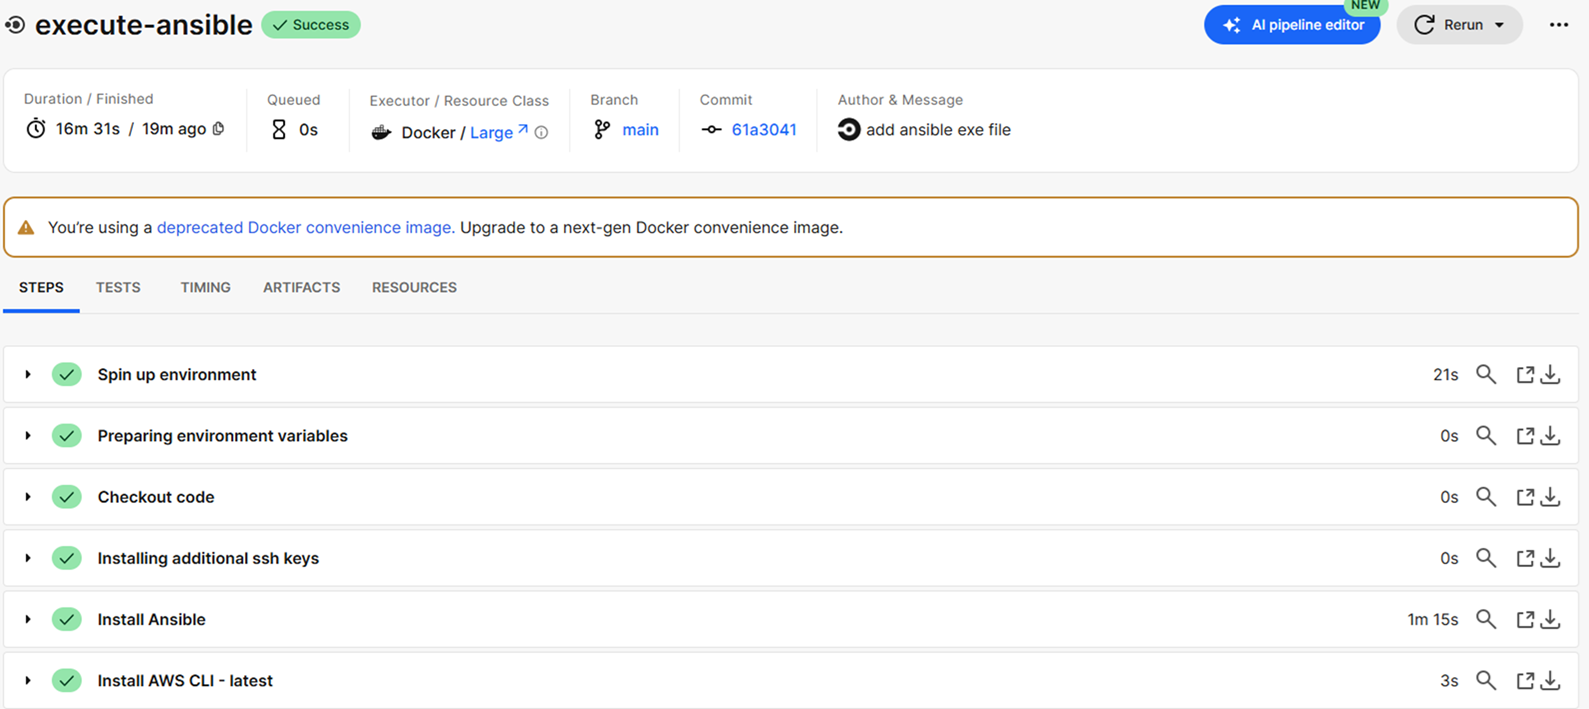 execute-ansible Success
NEW
AI pipeline editor
Rerun
Duration / Finished
16m 31s / 19m ago
Queued
0s
Executor / Resource Class
Docker / Large
Branch
main
Commit
61a3041
Author & Message
add ansible exe file
You’re using a deprecated Docker convenience image. Upgrade to a next-gen Docker convenience image.
STEPS TESTS TIMING ARTIFACTS RESOURCES
Spin up environment 21s
Preparing environment variables 0s
Checkout code 0s
Installing additional ssh keys 0s
Install Ansible 1m 15s
Install AWS CLI - latest 3s